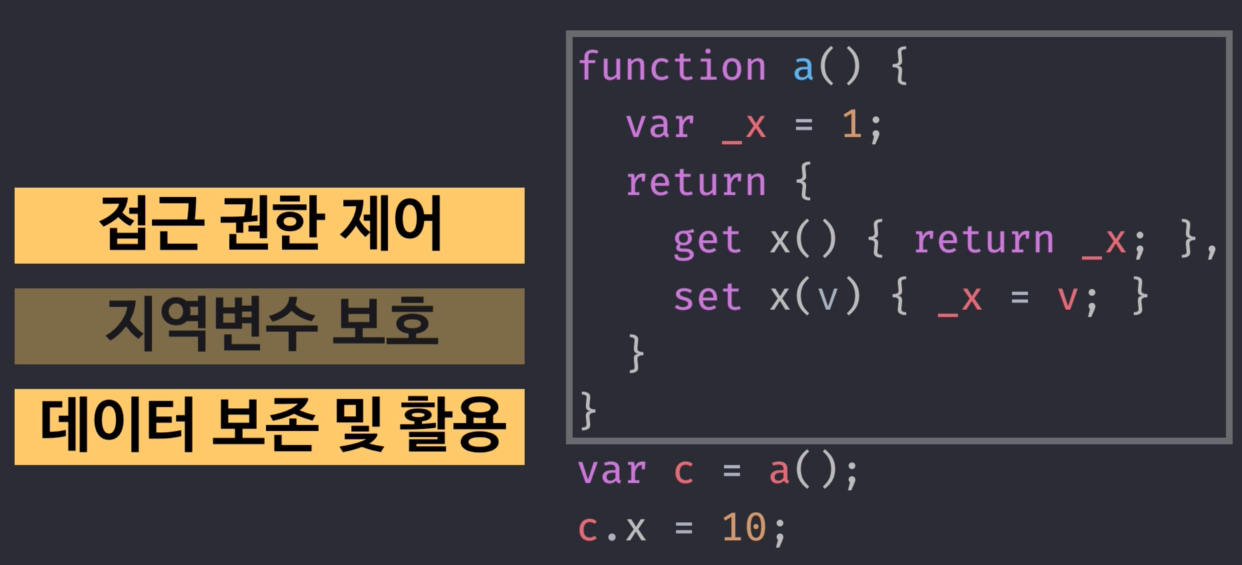 접근 권한 제어
지역변수 보호
데이터 보존 및 활용
function a() {
  var _x = 1;
  return {
    get x() { return _x; },
    set x(v) { _x = v; }
  }
}
var c = a();
c.x = 10;